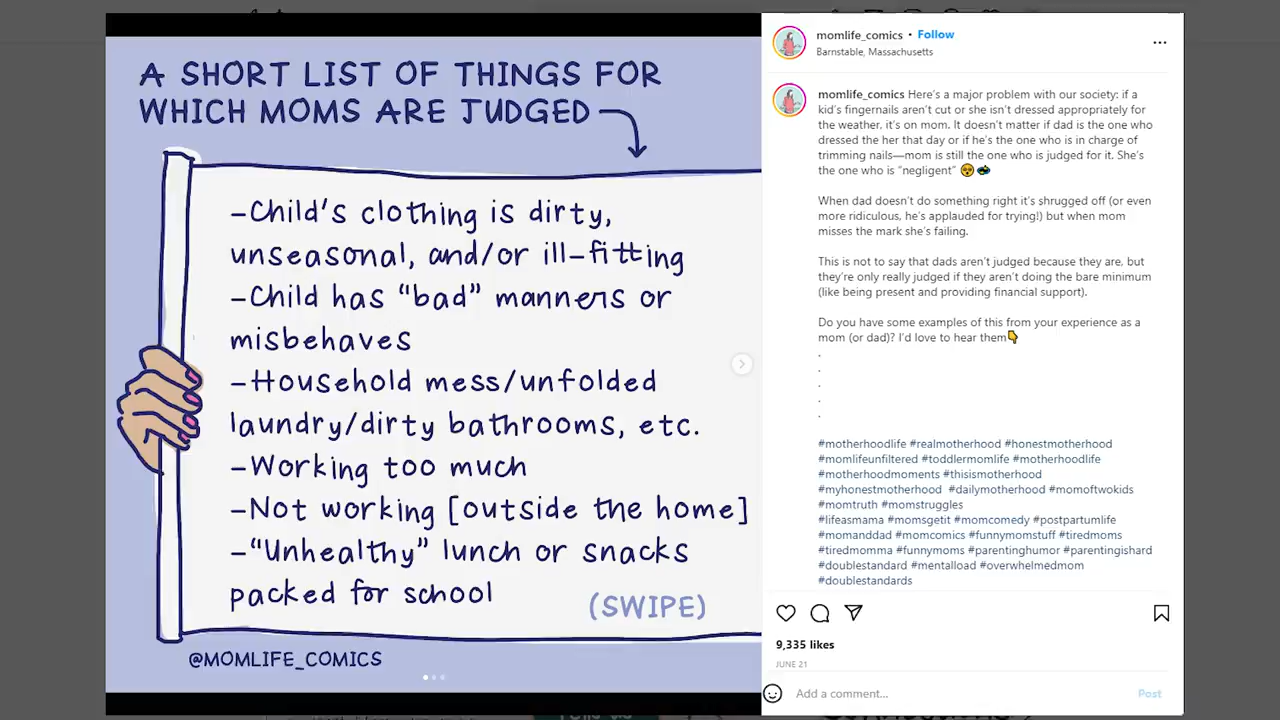 A SHORT LIST OF THINGS FOR
WHICH MOMS ARE JUDGED
-Child's clothing is dirty,
unseasonal, and/or ill-fitting
-Child has "bad" manners or
misbehaves
-Household mess/unfolded
laundry/dirty bathrooms, etc.
-Working too much
-Not working [outside the home]
-"Unhealthy" lunch or snacks
packed for school
(SWIPE)
@MOMLIFE_COMICS
momlife_comics • Follow
Barnstable, Massachusetts
momlife_comics Here's a major problem with our society: if a
kid's fingernails aren't cut or she isn't dressed appropriately for
the weather, it's on mom. It doesn't matter if dad is the one who
dressed the her that day or if he's the one who is in charge of
trimming nails—mom is still the one who is judged for it. She's
the one who is "negligent"
When dad doesn't do something right it's shrugged off (or even
more ridiculous, he's applauded for trying!) but when mom
misses the mark she's failing.
This is not to say that dads aren't judged because they are, but
they're only really judged if they aren't doing the bare minimum
(like being present and providing financial support).
Do you have some examples of this from your experience as a
mom (or dad)? I'd love to hear them👇
.
.
.
.
.
#motherhoodlife #realmotherhood #honestmotherhood
#momlifeunfiltered #toddlermomlife #motherhoodlife
#motherhoodmoments #thisismotherhood
#myhonestmotherhood #dailymotherhood #momoftwokids
#momtruth #momstruggles
#lifeasmama #momsgetit #momcomedy #postpartumlife
#momanddad #momcomics #funnymomstuff #tiredmoms
#tiredmomma #funnymoms #parentinghumor #parentingishard
#doublestandard #mentalload #overwhelmedmom
#doublestandards
9,335 likes
JUNE 21
Add a comment...
Post